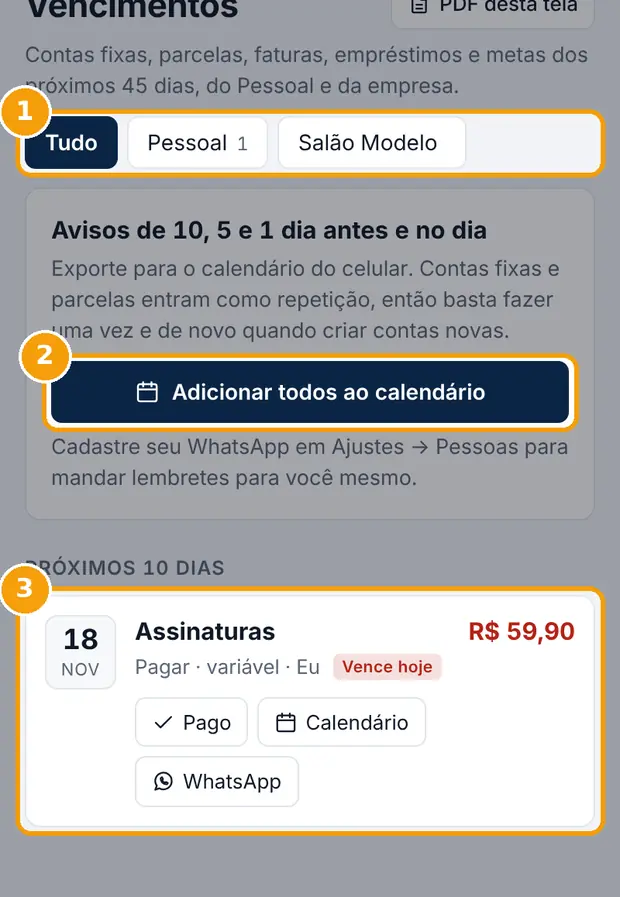 Vencimentos
PDF desta tela
Contas fixas, parcelas, faturas, empréstimos e metas dos
próximos 45 dias, do Pessoal e da empresa.
1
Tudo
Pessoal 1
Salão Modelo
Avisos de 10, 5 e 1 dia antes e no dia
Exporte para o calendário do celular. Contas fixas e
parcelas entram como repetição, então basta fazer
uma vez e de novo quando criar contas novas.
2
Adicionar todos ao calendário
Cadastre seu WhatsApp em Ajustes → Pessoas para
mandar lembretes para você mesmo.
PRÓXIMOS 10 DIAS
3
18
NOV
Assinaturas
R$ 59,90
Pagar · variável · Eu
Vence hoje
Pago
Calendário
WhatsApp